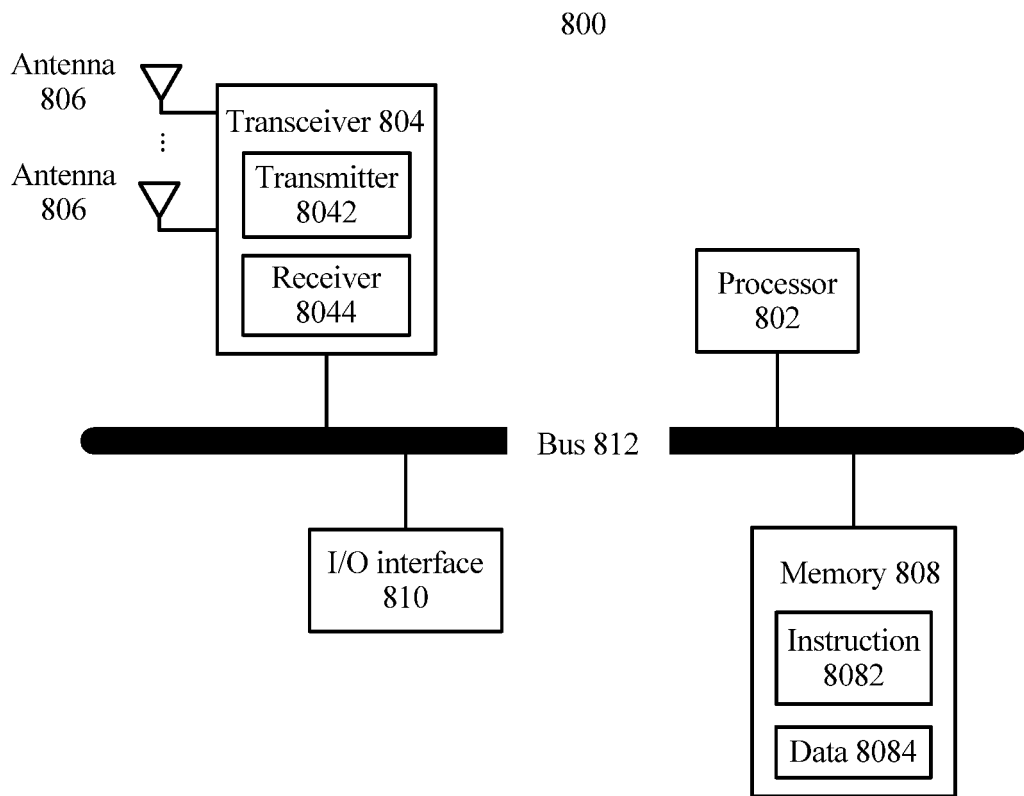 800
Antenna
806
Transceiver 804
Transmitter
8042
Antenna
806
Receiver
8044
Processor
802
Bus 812
I/O interface
810
Memory 808
Instruction
8082
Data 8084